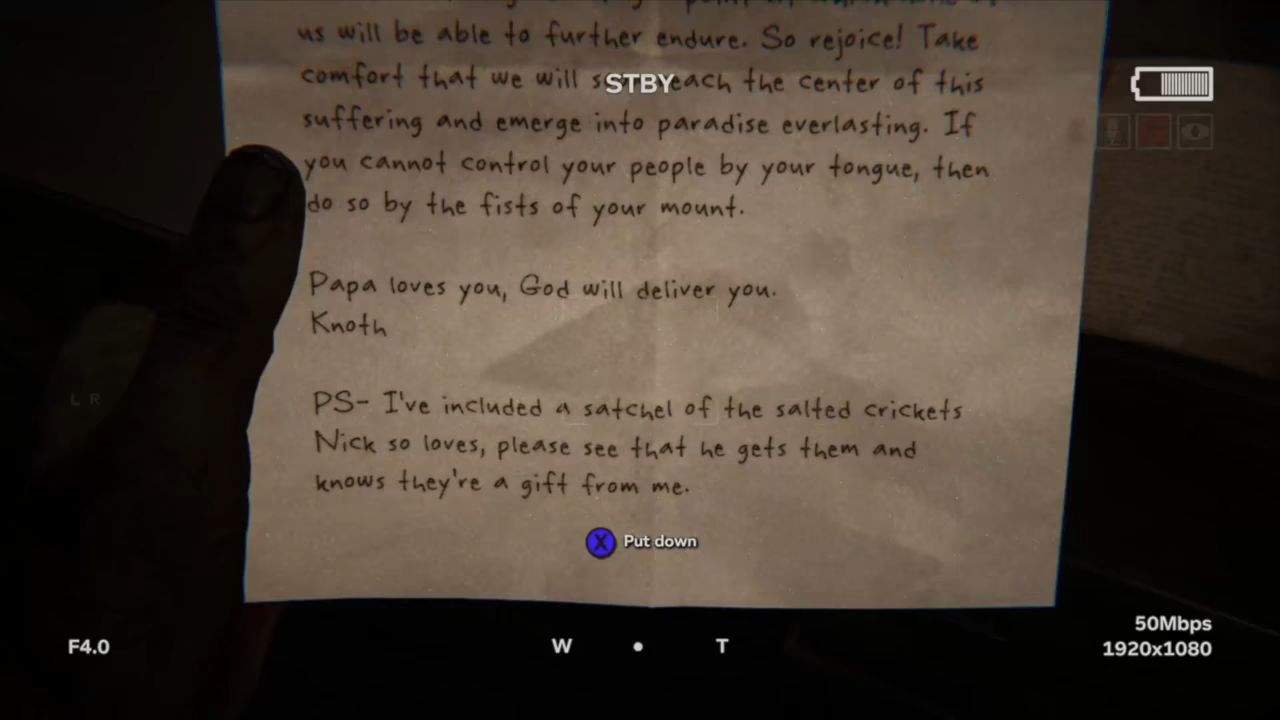 us will be able to further endure. So rejoice! Take
comfort that we will reach the center of this
STBY
suffering and emerge into paradise everlasting. If
you cannot control your people by your tongue, then
do so by the fists of your mount.
Papa loves you, God will deliver you.
Knoth
L R
PS- I've included a satchel of the salted crickets
Nick so loves, please see that he gets them and
knows they're a gift from me.
X Put down
50Mbps
F4.0 W T 1920x1080